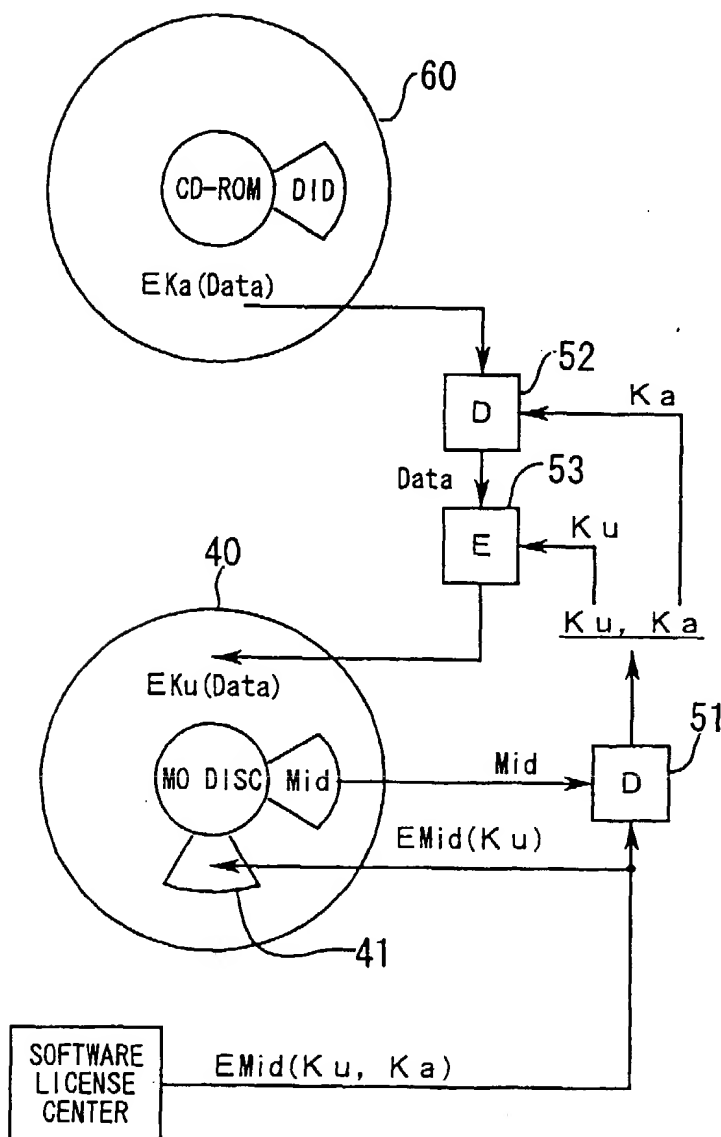 60
CD-ROM
DID
EKa(Data)
52
D
Ka
Data
53
E
Ku
40
Ku, Ka
EKu(Data)
51
MO DISC
Mid
Mid
D
EMid(Ku)
41
SOFTWARE
LICENSE
CENTER
EMid(Ku, Ka)